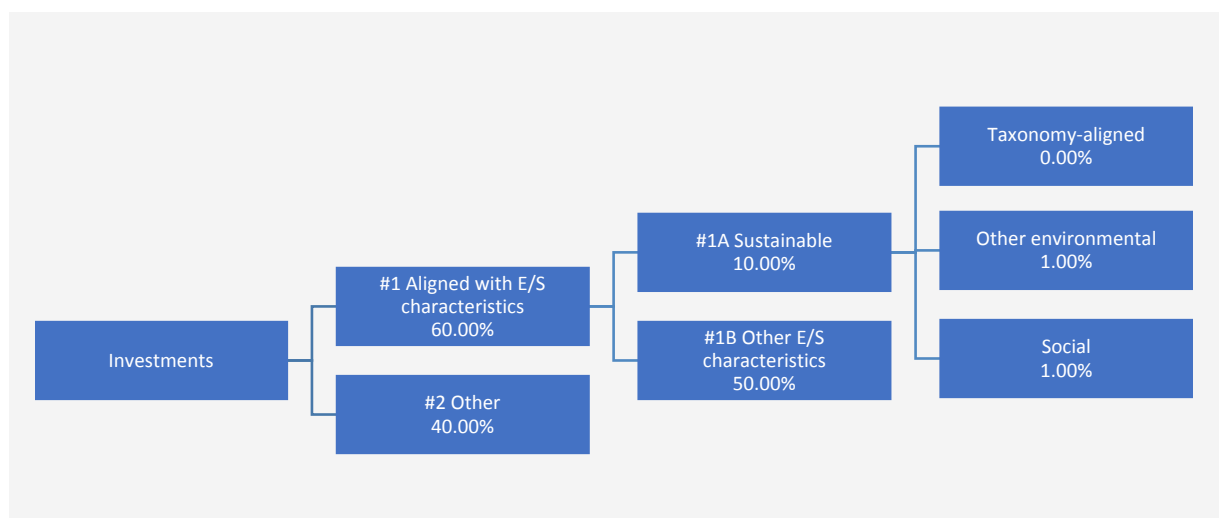 Investments
#1 Aligned with E/S
characteristics
60.00%
#2 Other
40.00%
#1A Sustainable
10.00%
#1B Other E/S
characteristics
50.00%
Taxonomy-aligned
0.00%
Other environmental
1.00%
Social
1.00%